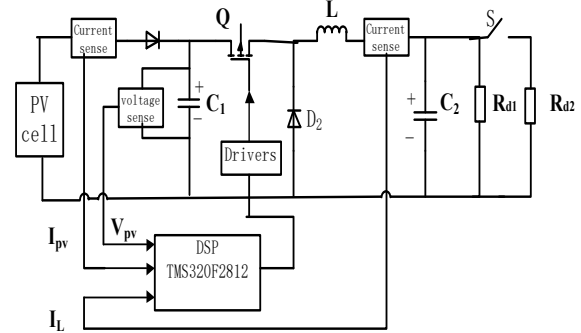 Current
sense
Q
L
Current
sense
S
PV
cell
voltage
sense
+
−
C1
Drivers
D2
+
−
C2
Rd1
Rd2
Ipv
Vpv
DSP
TMS320F2812
IL